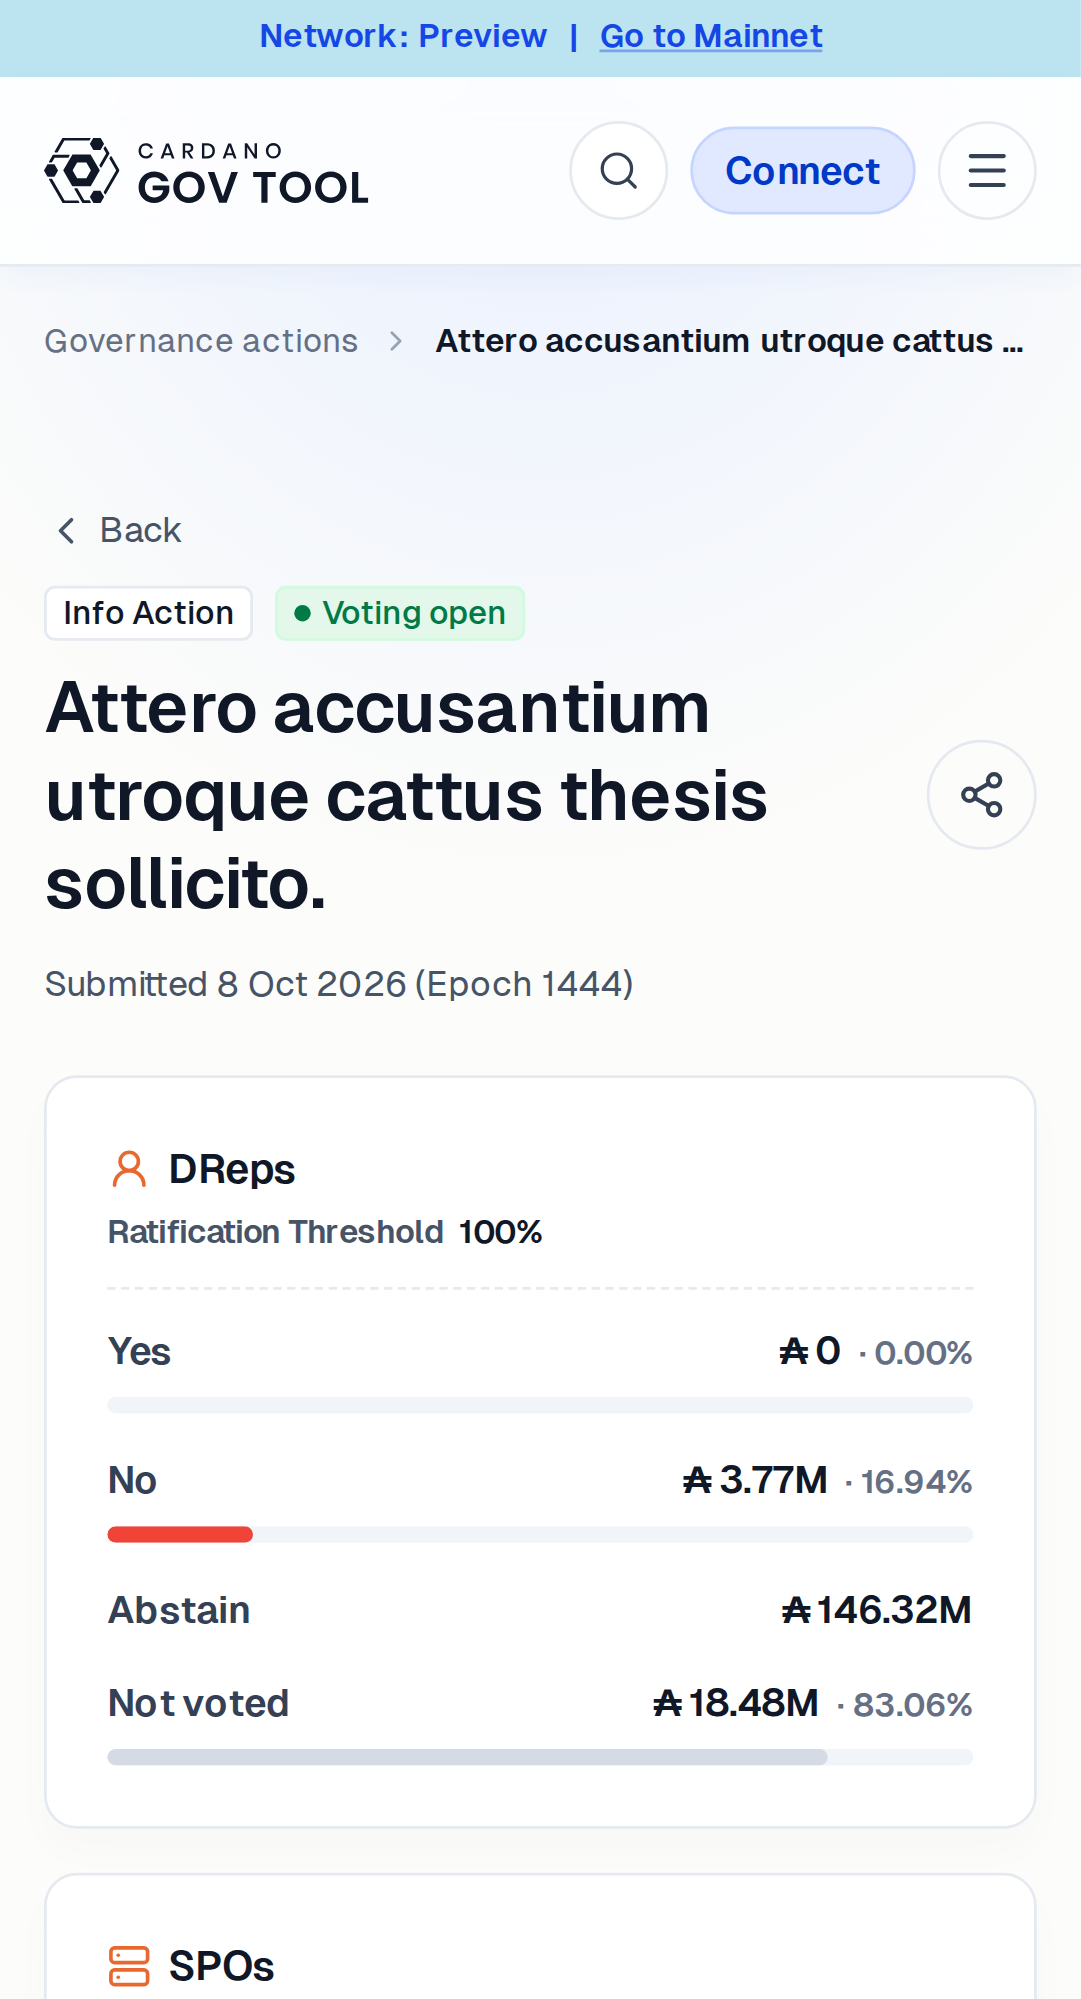 Network: Preview | Go to Mainnet
CARDANO
GOV TOOL
Connect
Governance actions > Attero accusantium utroque cattus ...
Back
Info Action
Voting open
Attero accusantium
utroque cattus thesis
sollicito.
Submitted 8 Oct 2026 (Epoch 1444)
DReps
Ratification Threshold 100%
Yes ₳ 0 · 0.00%
No ₳ 3.77M · 16.94%
Abstain ₳ 146.32M
Not voted ₳ 18.48M · 83.06%
SPOs